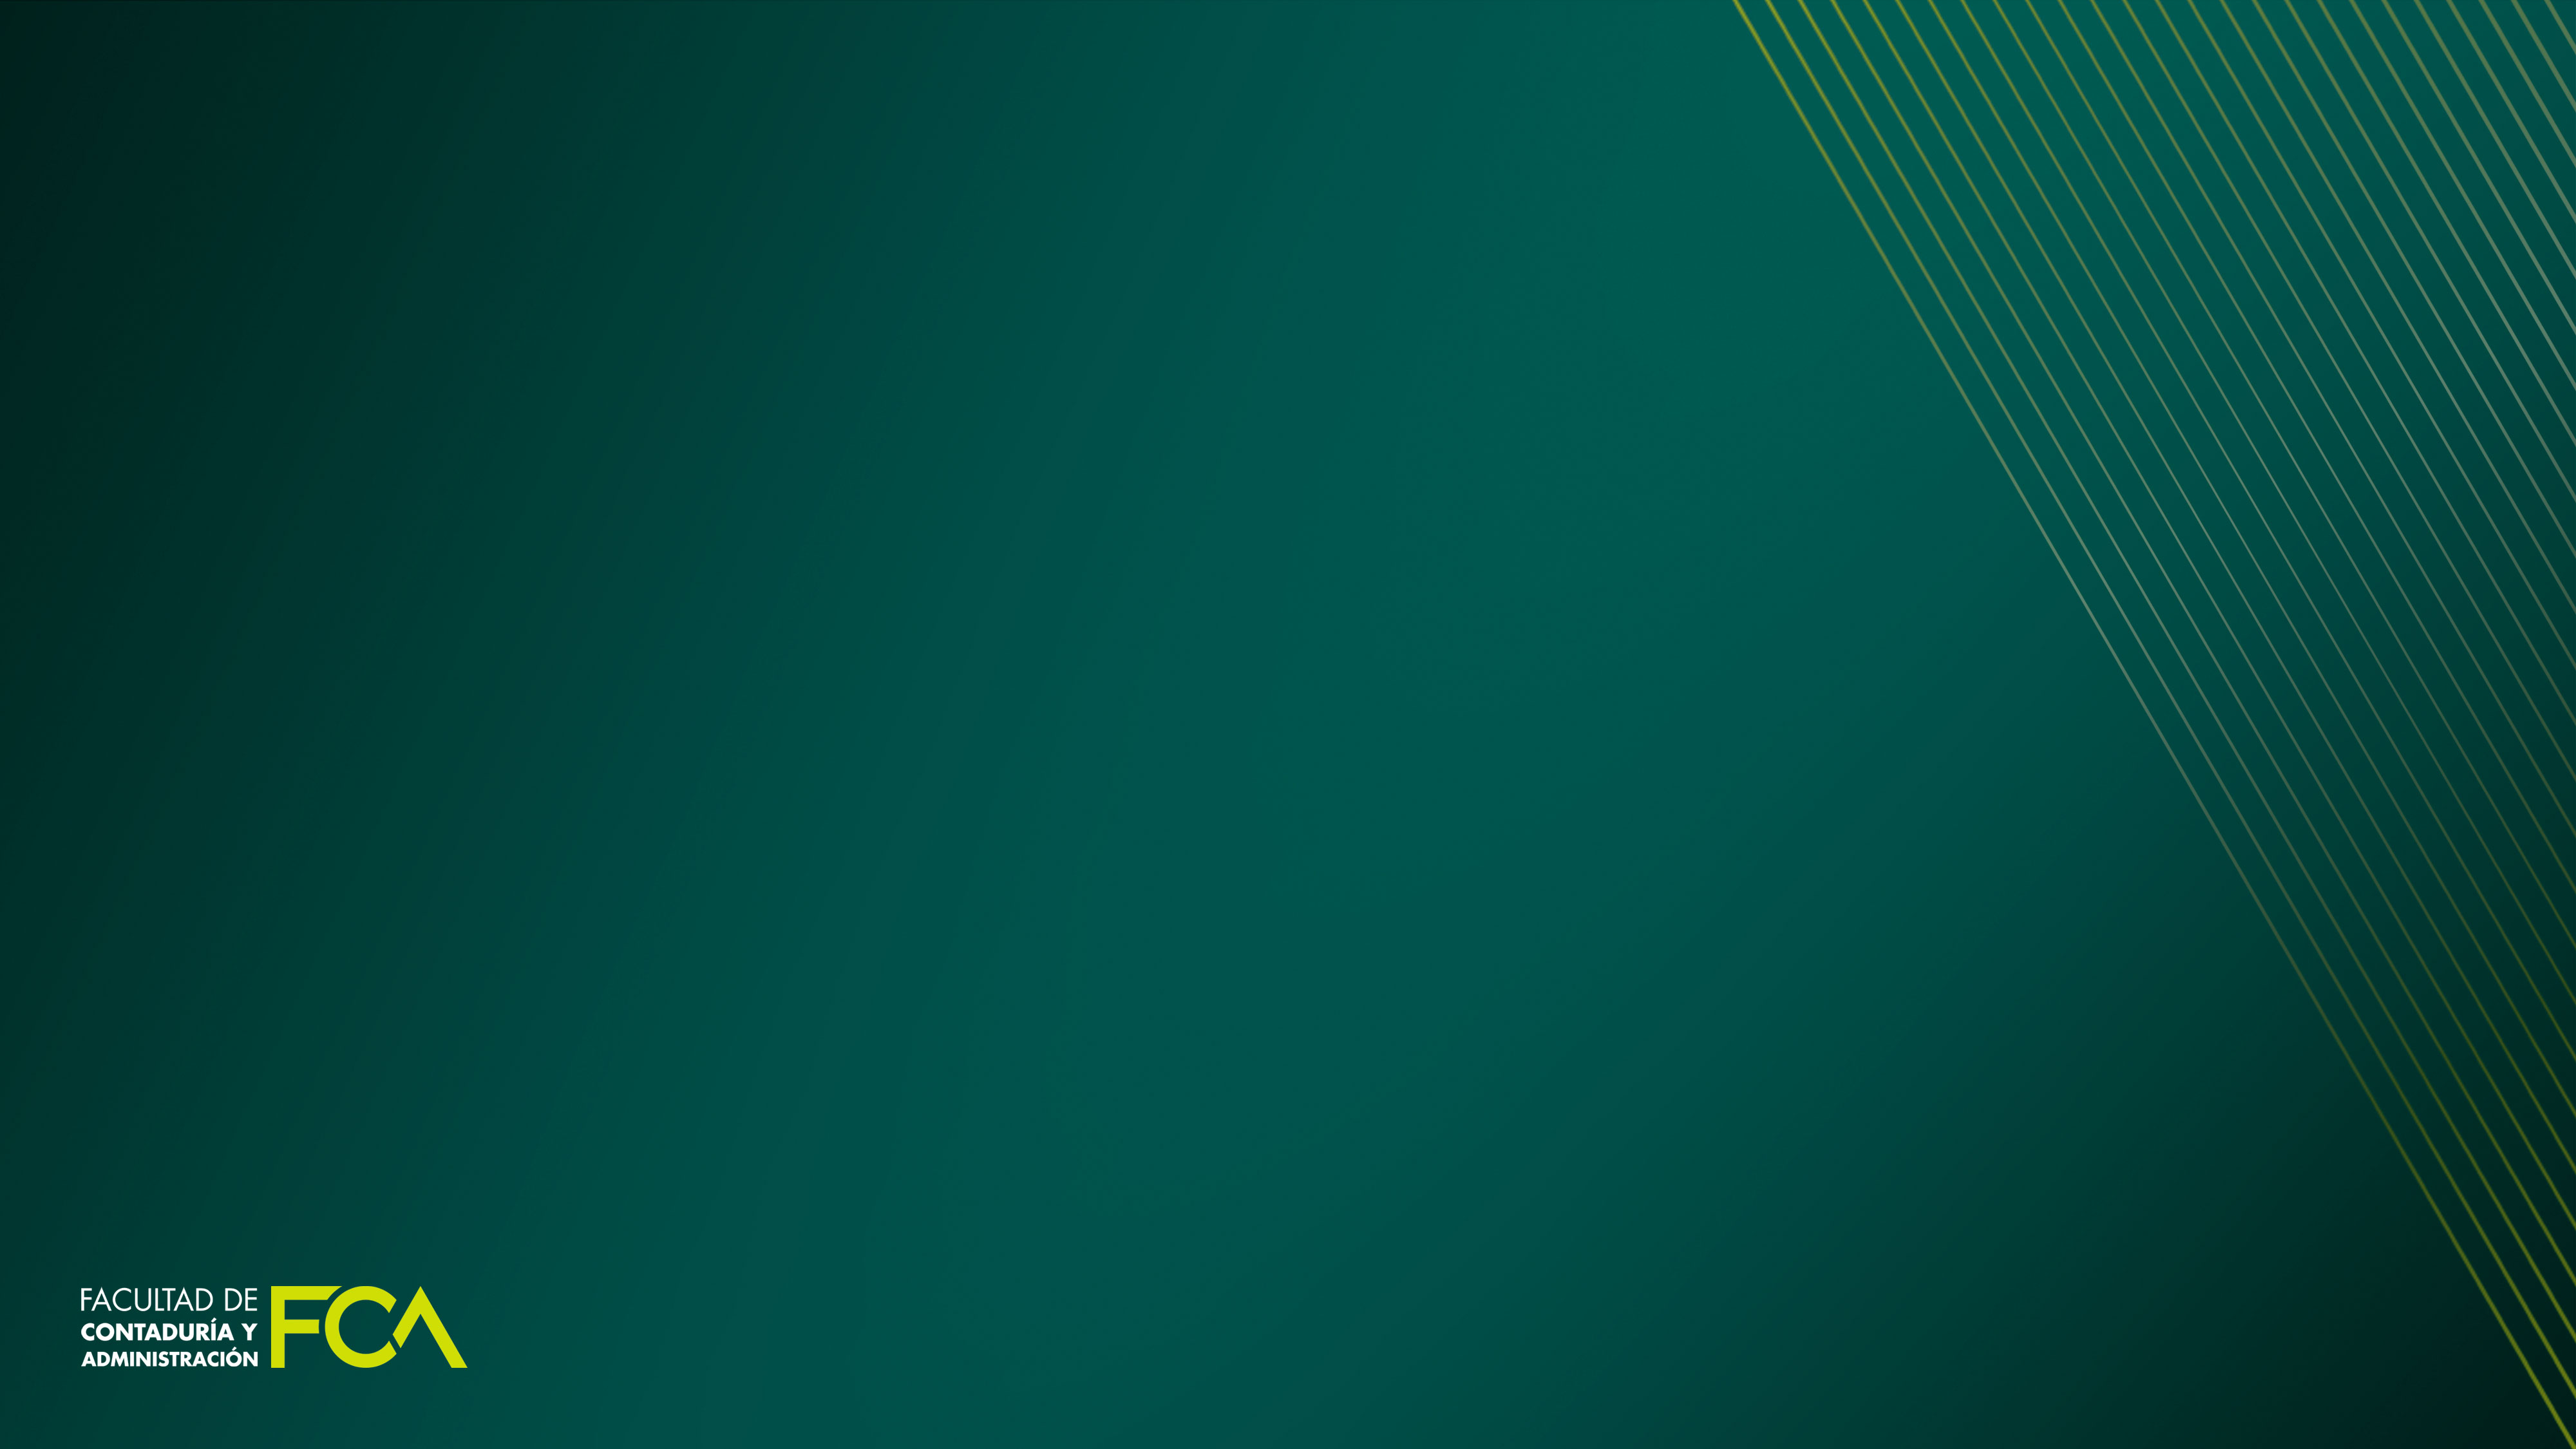 FACULTAD DE
CONTADURÍA Y
ADMINISTRACIÓN
FCA